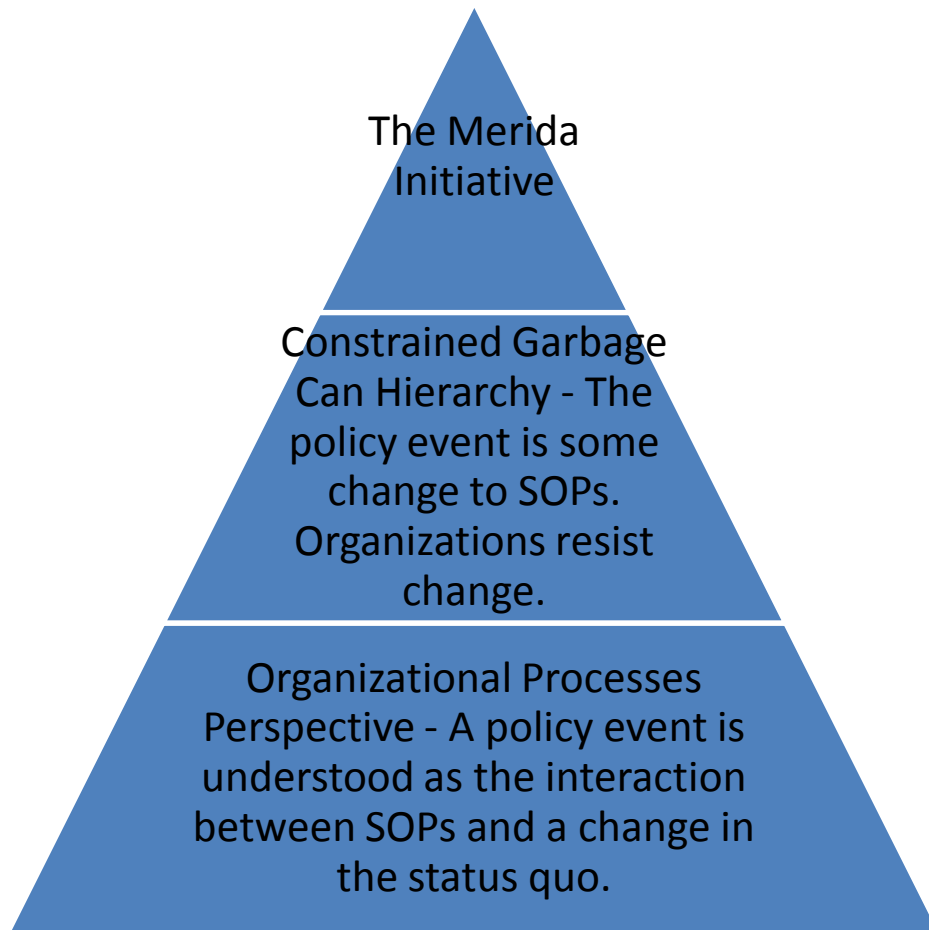 The Merida
Initiative
Constrained Garbage
Can Hierarchy - The
policy event is some
change to SOPs.
Organizations resist
change.
Organizational Processes
Perspective - A policy event is
understood as the interaction
between SOPs and a change in
the status quo.